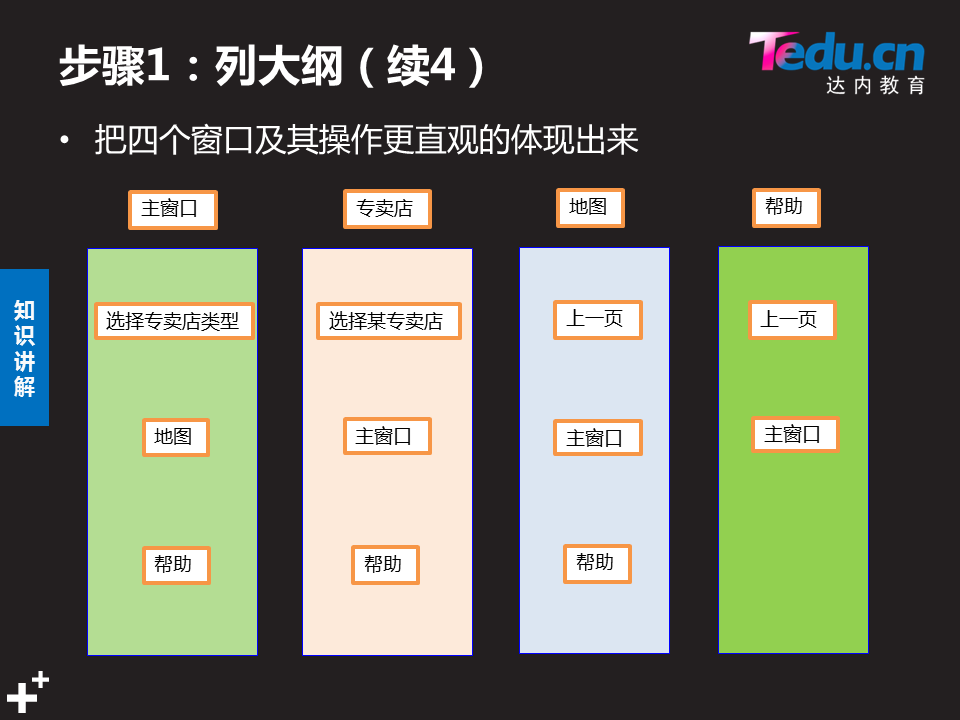 步骤1：列大纲（续4）
Tedu.cn
达内教育
• 把四个窗口及其操作更直观的体现出来
主窗口
专卖店
地图
帮助
知识讲解
选择专卖店类型
选择某专卖店
上一页
上一页
地图
主窗口
主窗口
主窗口
帮助
帮助
帮助